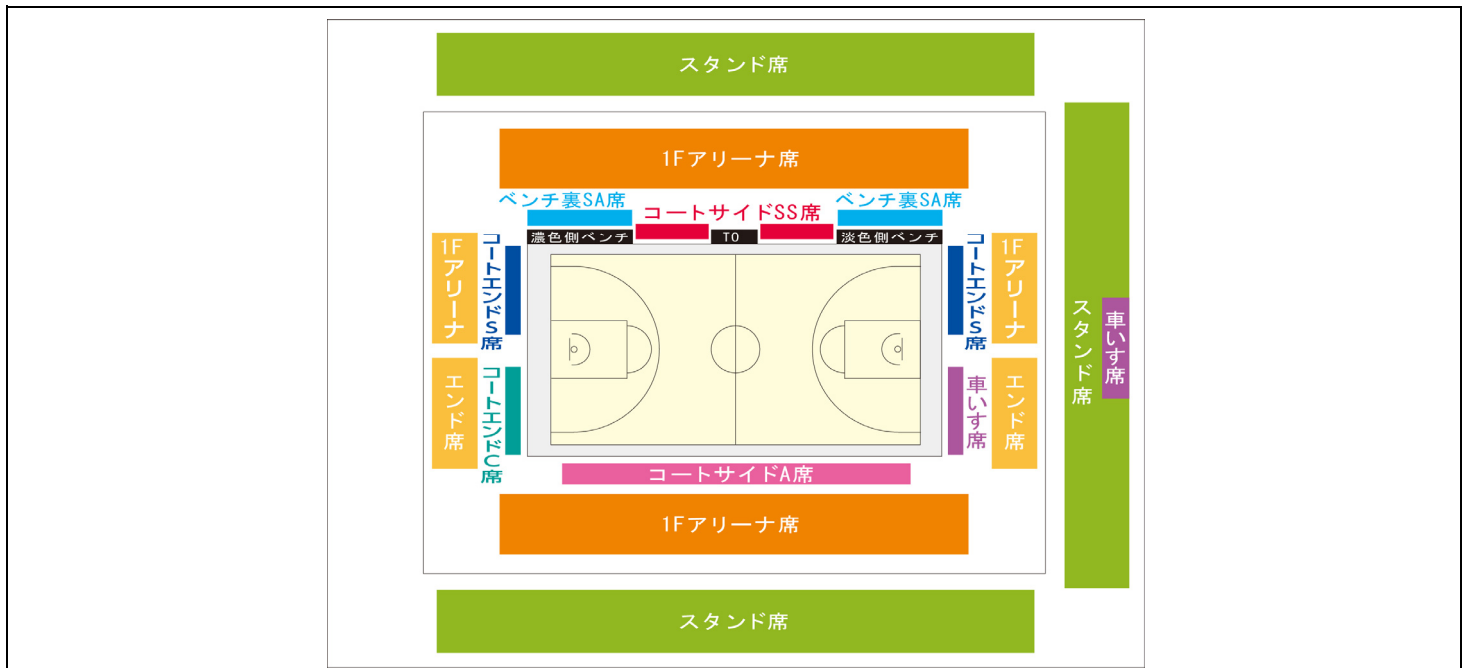 スタンド席
1Fアリーナ席
ベンチ裏SA席
コートサイドSS席
ベンチ裏SA席
濃色側ベンチ
TO
淡色側ベンチ
1Fアリーナ
コートエンドS席
コートエンドS席
1Fアリーナ
スタンド席
車いす席
エンド席
コートエンドC席
車いす席
エンド席
コートサイドA席
1Fアリーナ席
スタンド席